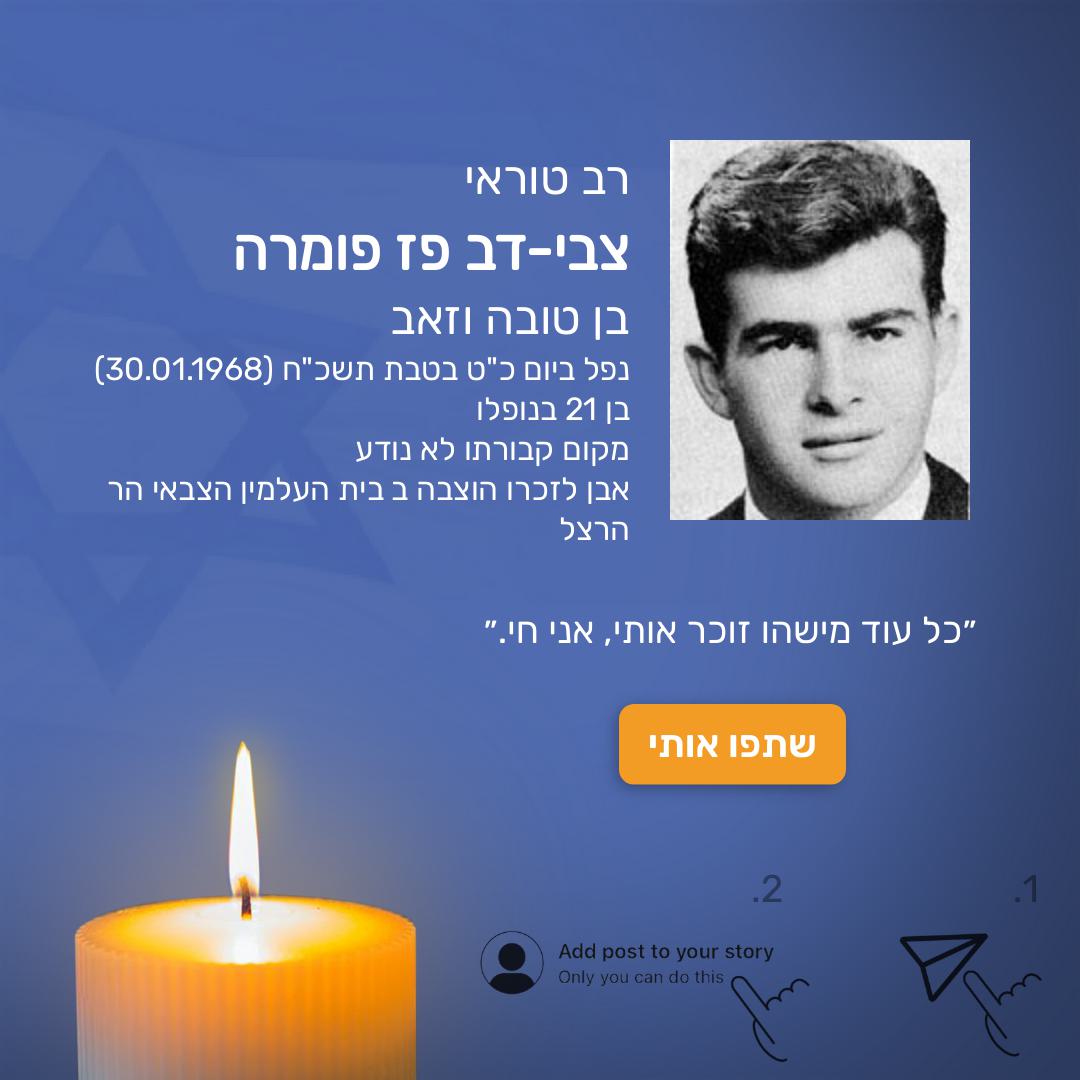 רב טוראי
צבי-דב פז פומרה
בן טובה וזאב
נפל ביום כ"ט בטבת תשכ"ח (30.01.1968)
בן 21 בנופלו
מקום קבורתו לא נודע
אבן לזכרו הוצבה ב בית העלמין הצבאי הר
הרצל
״כל עוד מישהו זוכר אותי, אני חי.״
שתפו אותי
.1
.2
Add post to your story
Only you can do this